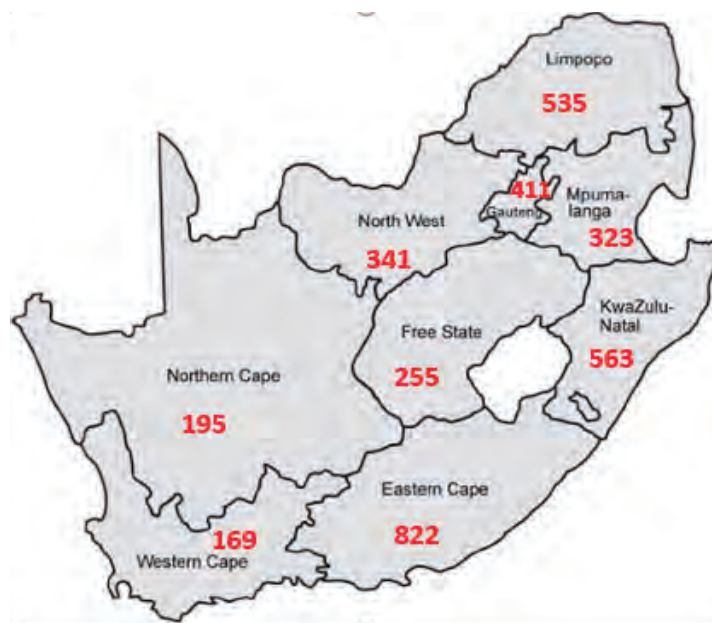 Limpopo
535
411
Gauteng
Mpuma-
langa
323
North West
341
KwaZulu-
Natal
563
Free State
255
Northern Cape
195
Eastern Cape
822
169
Western Cape